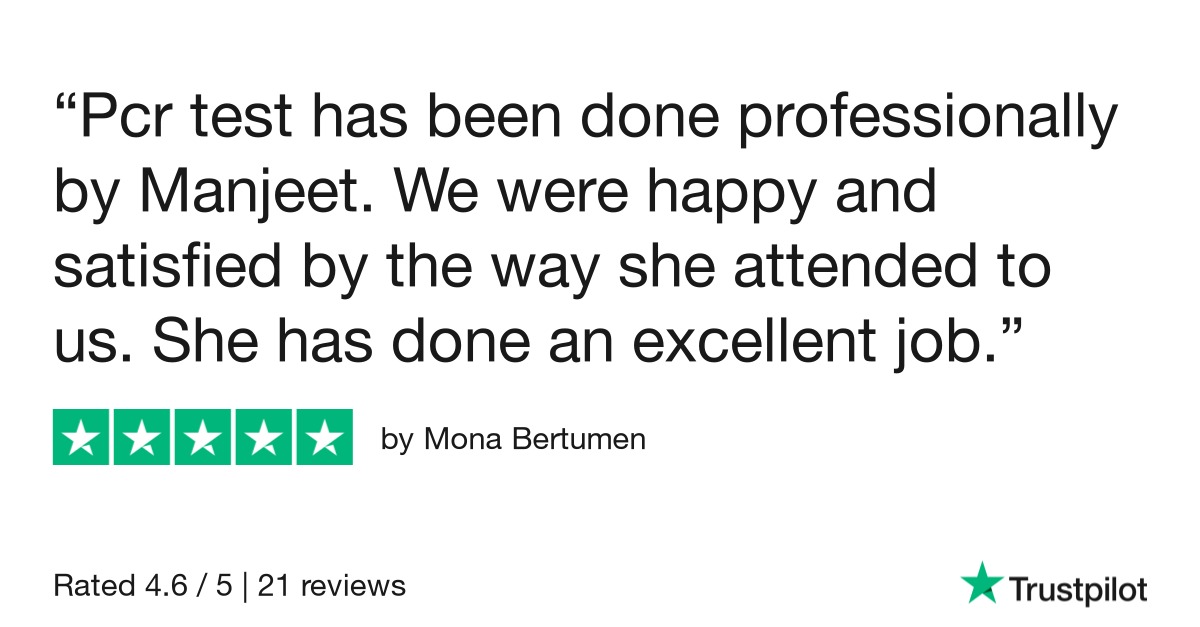 “Pcr test has been done professionally
by Manjeet. We were happy and
satisfied by the way she attended to
us. She has done an excellent job.”
by Mona Bertumen
Rated 4.6 / 5 | 21 reviews
Trustpilot